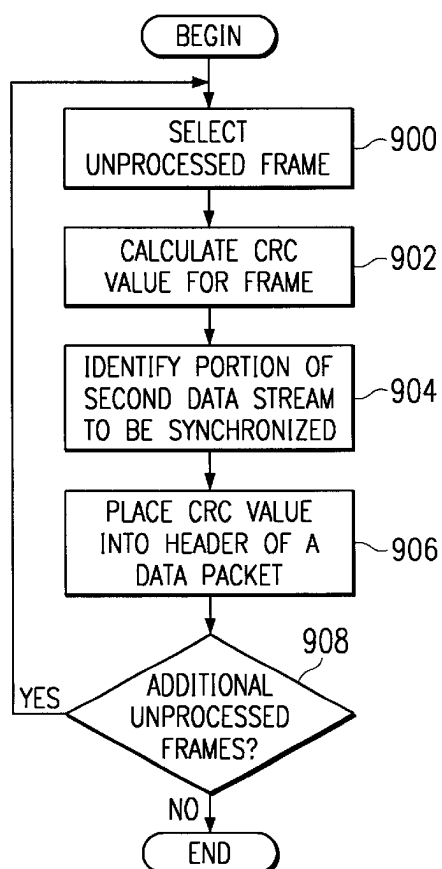 BEGIN
SELECT
UNPROCESSED FRAME
900
CALCULATE CRC
VALUE FOR FRAME
902
IDENTIFY PORTION OF
SECOND DATA STREAM
TO BE SYNCHRONIZED
904
PLACE CRC VALUE
INTO HEADER OF A
DATA PACKET
906
908
ADDITIONAL
UNPROCESSED
FRAMES?
YES
NO
END